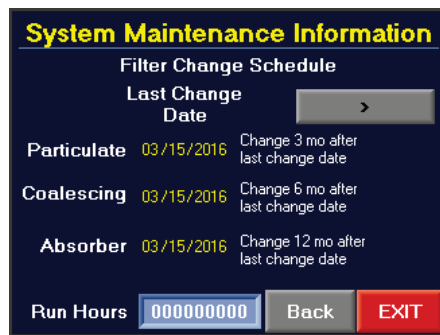 System Maintenance Information
Filter Change Schedule
Last Change
Date
>
Particulate 03/15/2016 Change 3 mo after
last change date
Coalescing 03/15/2016 Change 6 mo after
last change date
Absorber 03/15/2016 Change 12 mo after
last change date
Run Hours 000000000 Back EXIT